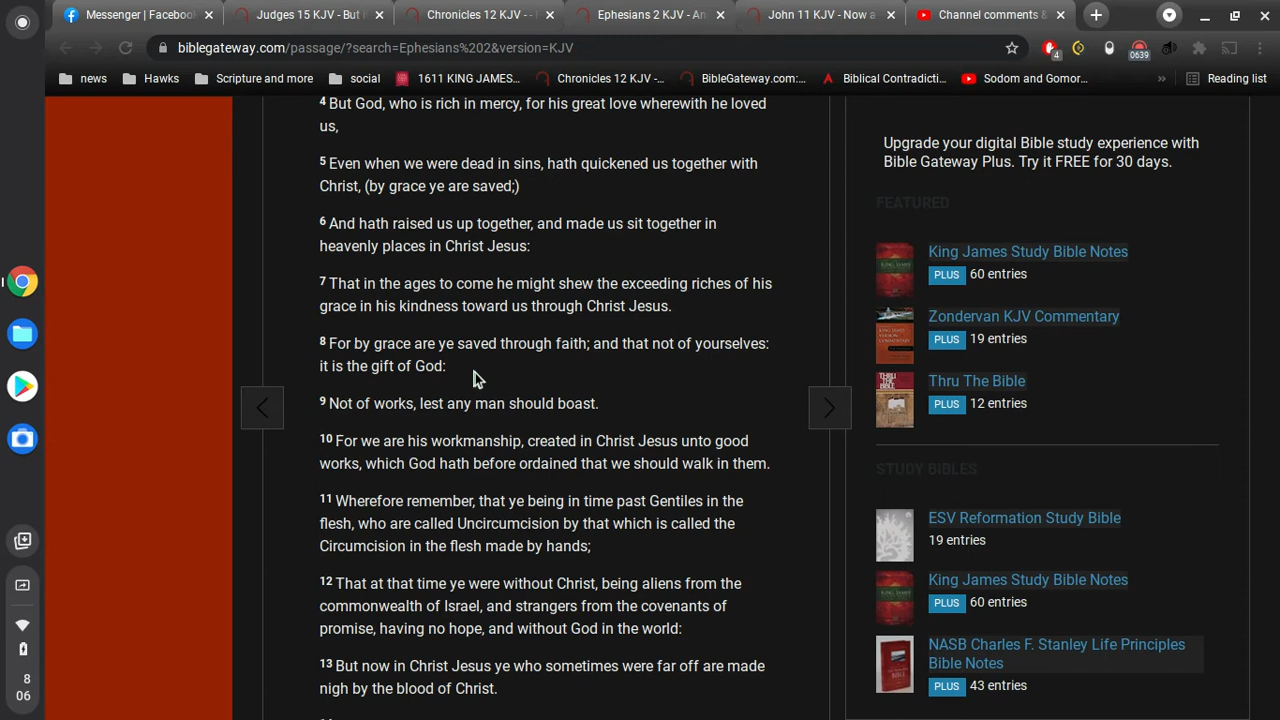 Messenger | Facebook
Judges 15 KJV - But i
Chronicles 12 KJV - - I
Ephesians 2 KJV - An
John 11 KJV - Now a
Channel comments &
biblegateway.com/passage/?search=Ephesians%202&version=KJV
4
0639
news
Hawks
Scripture and more
social
1611 KING JAMES...
Chronicles 12 KJV -...
BibleGateway.com:...
Biblical Contradicti...
Sodom and Gomor...
»
Reading list
4 But God, who is rich in mercy, for his great love wherewith he loved
us,
5 Even when we were dead in sins, hath quickened us together with
Christ, (by grace ye are saved;)
6 And hath raised us up together, and made us sit together in
heavenly places in Christ Jesus:
7 That in the ages to come he might shew the exceeding riches of his
grace in his kindness toward us through Christ Jesus.
8 For by grace are ye saved through faith; and that not of yourselves:
it is the gift of God:
9 Not of works, lest any man should boast.
10 For we are his workmanship, created in Christ Jesus unto good
works, which God hath before ordained that we should walk in them.
11 Wherefore remember, that ye being in time past Gentiles in the
flesh, who are called Uncircumcision by that which is called the
Circumcision in the flesh made by hands;
12 That at that time ye were without Christ, being aliens from the
commonwealth of Israel, and strangers from the covenants of
promise, having no hope, and without God in the world:
13 But now in Christ Jesus ye who sometimes were far off are made
nigh by the blood of Christ.
Upgrade your digital Bible study experience with
Bible Gateway Plus. Try it FREE for 30 days.
FEATURED
King James Study Bible Notes
PLUS 60 entries
Zondervan KJV Commentary
PLUS 19 entries
Thru The Bible
PLUS 12 entries
STUDY BIBLES
ESV Reformation Study Bible
19 entries
King James Study Bible Notes
PLUS 60 entries
NASB Charles F. Stanley Life Principles
Bible Notes
PLUS 43 entries
8
06